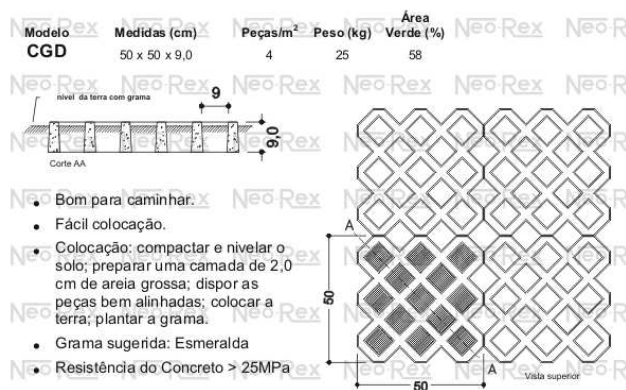 Modelo Medidas (cm) Peças/m² Peso (kg) Área Verde (%)
CGD 50 x 50 x 9,0 4 25 58
nível da terra com grama
9
9,0
Corte AA
• Bom para caminhar.
• Fácil colocação.
• Colocação: compactar e nivelar o
solo; preparar uma camada de 2,0
cm de areia grossa; dispor as
peças bem alinhadas; colocar a
terra; plantar a grama.
• Grama sugerida: Esmeralda
• Resistência do Concreto > 25MPa
A
50
A
50
Vista superior
Neo Rex